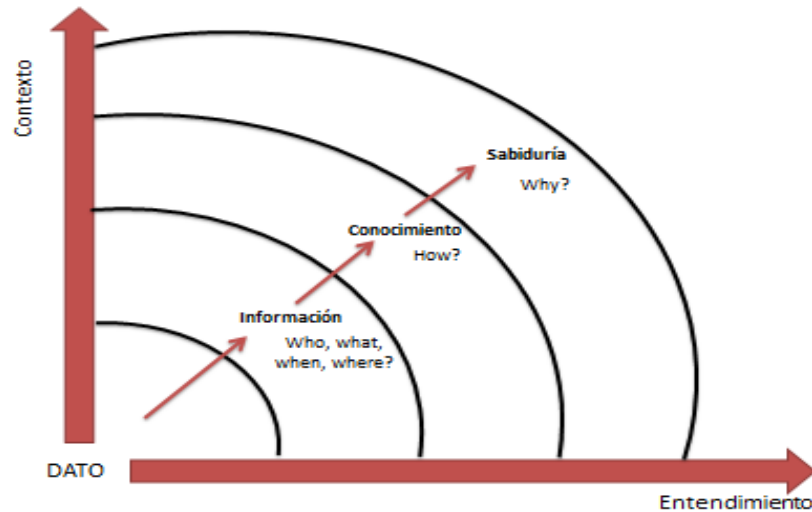 Contexto
Sabiduría
Why?
Conocimiento
How?
Información
Who, what,
when, where?
DATO
Entendimiento